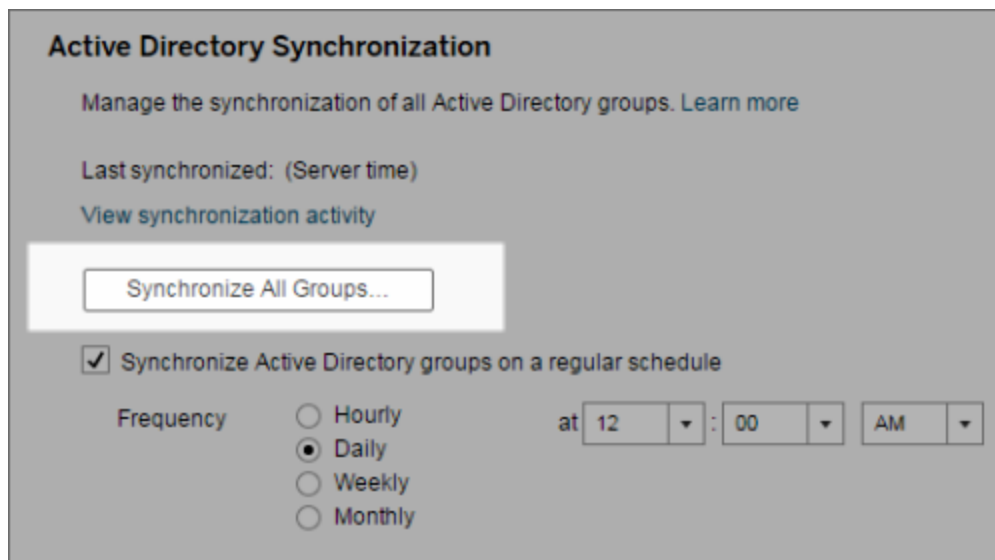 Active Directory Synchronization
Manage the synchronization of all Active Directory groups. Learn more
Last synchronized: (Server time)
View synchronization activity
Synchronize All Groups...
Synchronize Active Directory groups on a regular schedule
Frequency Hourly at 12 : 00 AM
Daily
Weekly
Monthly